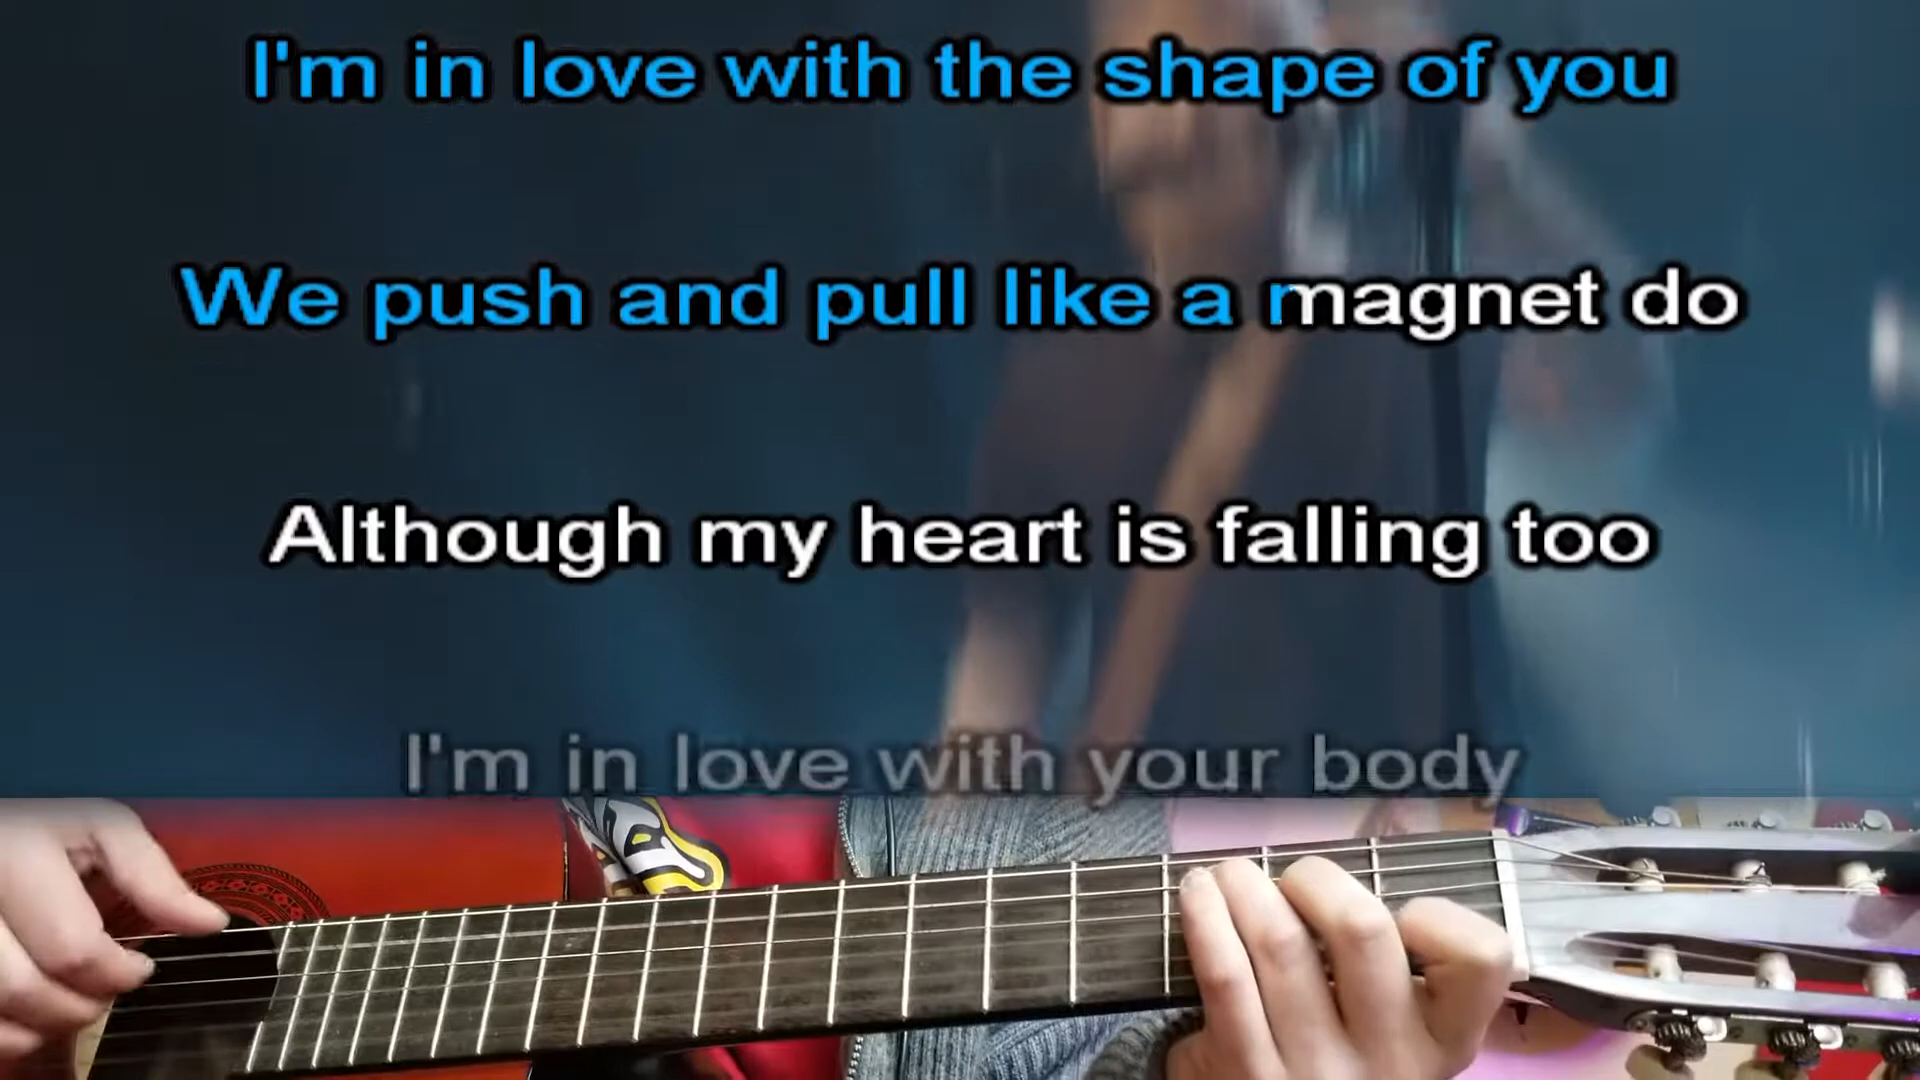 I'm in love with the shape of you
We push and pull like a magnet do
Although my heart is falling too
I'm in love with your body